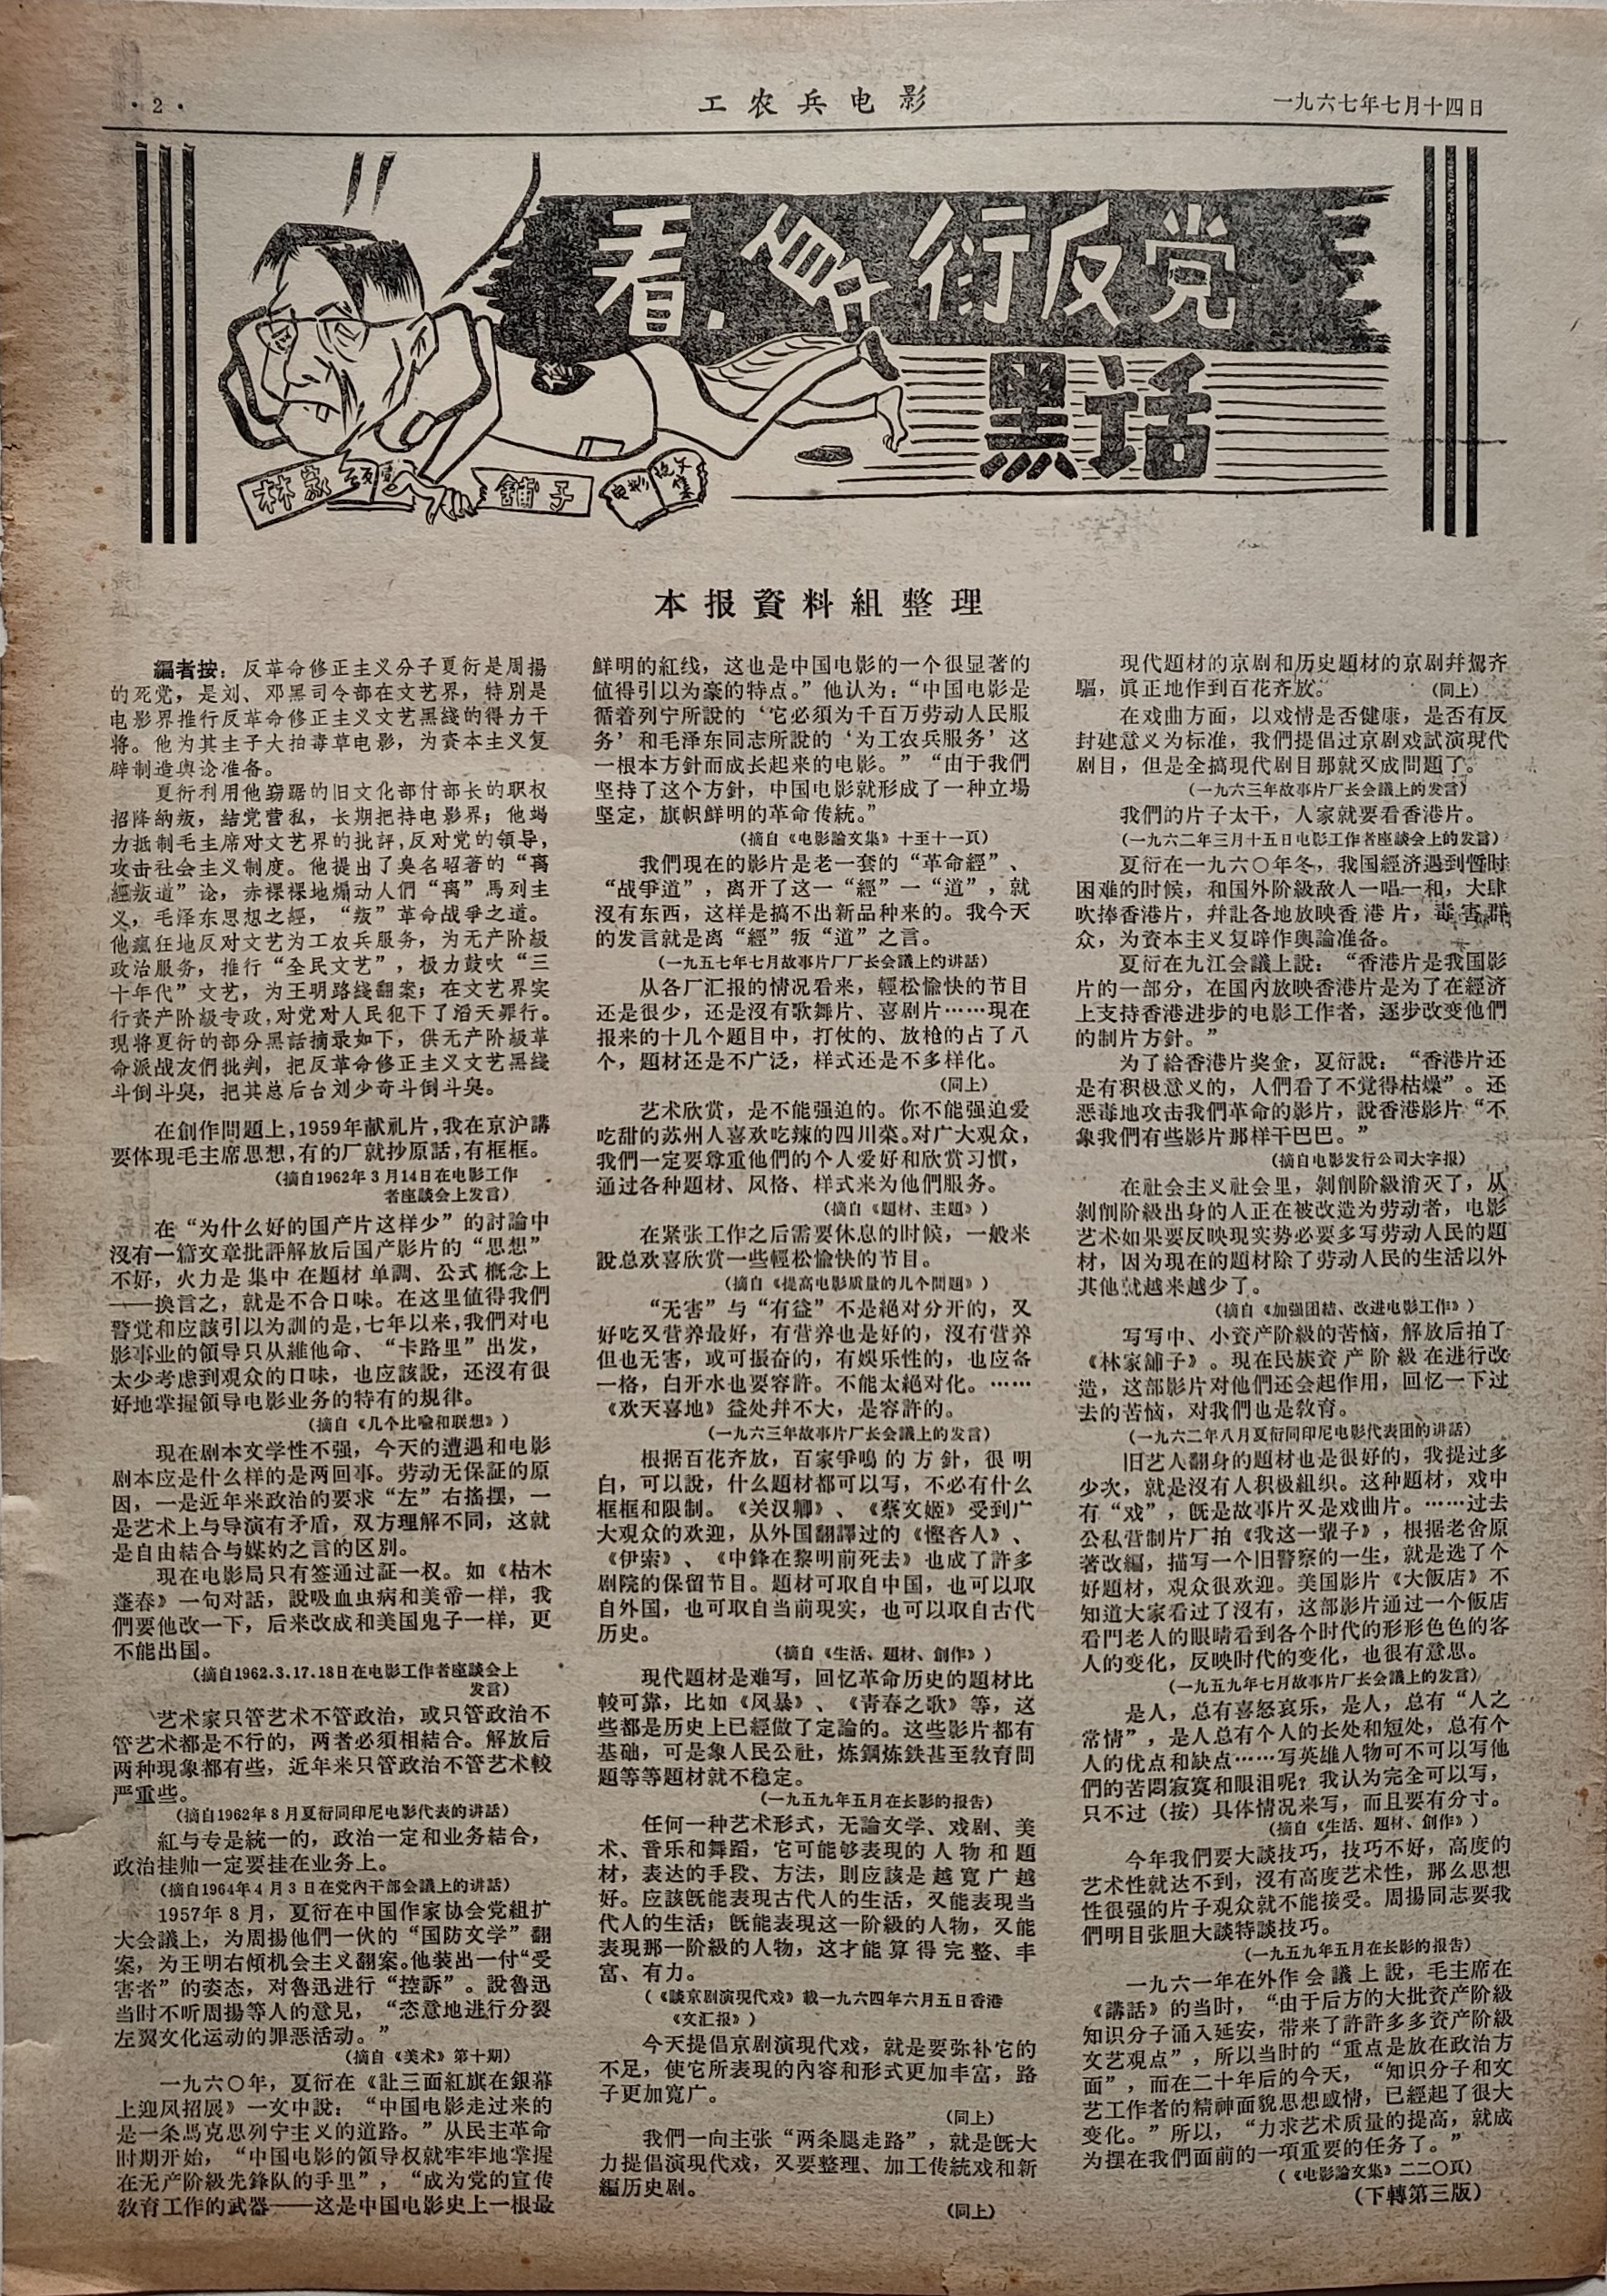 · 2 ·
工农兵电影
一九六七年七月十四日
看，夏衍反党
黑话
林家
舖子
电影论文集
本报資料組整理
編者按：反革命修正主义分子夏衍是周揚
的死党，是刘、邓黑司令部在文艺界，特別是
电影界推行反革命修正主义文艺黑綫的得力干
将。他为其主子大拍毒草电影，为資本主义复
辟制造舆论准备。
夏衍利用他窃踞的旧文化部付部长的职权
招降納叛，結党营私，长期把持电影界；他竭
力抵制毛主席对文艺界的批評，反对党的领导，
攻击社会主义制度。他提出了臭名昭著的“离
經叛道”论，赤裸裸地煽动人們“离”馬列主
义，毛泽东思想之經，“叛”革命战爭之道。
他瘋狂地反对文艺为工农兵服务，为无产阶級
政治服务，推行“全民文艺”，极力鼓吹“三
十年代”文艺，为王明路綫翻案；在文艺界实
行资产阶級专政，对党对人民犯下了滔天罪行。
現将夏衍的部分黑話摘录如下，供无产阶級革
命派战友們批判，把反革命修正主义文艺黑綫
斗倒斗臭，把其总后台刘少奇斗倒斗臭。
在創作問題上，1959年献礼片，我在京沪講
要体現毛主席思想，有的厂就抄原話，有框框。
（摘自1962年3月14日在电影工作
者座談会上发言）
在“为什么好的国产片这样少”的討論中
沒有一篇文章批評解放后国产影片的“思想”
不好，火力是集中在題材单調、公式概念上
——換言之，就是不合口味。在这里值得我們
警觉和应該引以为訓的是，七年以来，我們对电
影事业的領导只从維他命、“卡路里”出发，
太少考虑到观众的口味，也应該說，还沒有很
好地掌握領导电影业务的特有的規律。
（摘自《几个比喻和联想》）
現在剧本文学性不强，今天的遭遇和电影
剧本应是什么样的是两回事。劳动无保証的原
因，一是近年来政治的要求“左”右搖摆，一
是艺术上与导演有矛盾，双方理解不同，这就
是自由結合与媒妁之言的区别。
現在电影局只有签通过証一权。如《枯木
逢春》一句对話，說吸血虫病和美帝一样，我
們要他改一下，后来改成和美国鬼子一样，更
不能出国。
（摘自1962.3.17.18日在电影工作者座談会上
发言）
艺术家只管艺术不管政治，或只管政治不
管艺术都是不行的，两者必須相結合。解放后
两种現象都有些，近年来只管政治不管艺术較
严重些。
（摘自1962年8月夏衍同印尼电影代表的讲話）
紅与专是統一的，政治一定和业务結合，
政治挂帅一定要挂在业务上。
（摘自1964年4月3日在党內干部会議上的讲話）
1957年8月，夏衍在中国作家协会党組扩
大会議上，为周揚他們一伙的“国防文学”翻
案，为王明右傾机会主义翻案。他装出一付“受
害者”的姿态，对魯迅进行“控訴”。說魯迅
当时不听周揚等人的意見，“恣意地进行分裂
左翼文化运动的罪恶活动。”
（摘自《美术》第十期）
一九六〇年，夏衍在《让三面紅旗在銀幕
上迎风招展》一文中說：“中国电影走过来的
是一条馬克思列宁主义的道路。”从民主革命
时期开始，“中国电影的領导权就牢牢地掌握
在无产阶級先鋒队的手里”，“成为党的宣传
敎育工作的武器——这是中国电影史上一根最
鮮明的紅线，这也是中国电影的一个很显著的
值得引以为豪的特点。”他认为：“中国电影是
循着列宁所說的‘它必須为千百万劳动人民服
务’和毛泽东同志所說的‘为工农兵服务’这
一根本方針而成长起来的电影。”“由于我們
坚持了这个方針，中国电影就形成了一种立場
坚定，旗帜鮮明的革命传統。”
（摘自《电影論文集》十至十一頁）
我們現在的影片是老一套的“革命經”、
“战爭道”，离开了这一“經”一“道”，就
沒有东西，这样是搞不出新品种来的。我今天
的发言就是离“經”叛“道”之言。
（一九五七年七月故事片厂厂长会議上的讲話）
从各厂汇报的情况看来，輕松愉快的节目
还是很少，还是沒有歌舞片、喜剧片……現在
报来的十几个題目中，打仗的、放枪的占了八
个，題材还是不广泛，样式还是不多样化。
（同上）
艺术欣赏，是不能强迫的。你不能强迫爱
吃甜的苏州人喜欢吃辣的四川菜。对广大观众，
我們一定要尊重他們的个人爱好和欣赏习慣，
通过各种題材、风格、样式来为他們服务。
（摘自《题材、主题》）
在紧张工作之后需要休息的时候，一般来
說总欢喜欣赏一些輕松愉快的节目。
（摘自《提高电影质量的几个問題》）
“无害”与“有益”不是絕对分开的，又
好吃又营养最好，有营养也是好的，沒有营养
但也无害，或可振奋的，有娱乐性的，也应备
一格，白开水也要容許。不能太絕对化。……
《欢天喜地》益处幷不大，是容許的。
（一九六三年故事片厂长会議上的发言）
根据百花齐放，百家爭鳴的方針，很明
白，可以說，什么題材都可以写，不必有什么
框框和限制。《关汉卿》、《蔡文姬》受到广
大观众的欢迎，从外国翻譯过的《慳吝人》、
《伊索》、《中鋒在黎明前死去》也成了許多
剧院的保留节目。題材可取自中国，也可以取
自外国，也可取自当前現实，也可以取自古代
历史。
（摘自《生活、题材、創作》）
現代題材是难写，回忆革命历史的題材比
較可靠，比如《风暴》、《青春之歌》等，这
些都是历史上已經做了定論的。这些影片都有
基础，可是象人民公社，炼鋼炼鉄甚至敎育問
題等等題材就不稳定。
（一九五九年五月在长影的报告）
任何一种艺术形式，无論文学、戏剧、美
术、音乐和舞蹈，它可能够表現的人物和題
材，表达的手段、方法，則应該是越寬广越
好。应該旣能表現古代人的生活，又能表現当
代人的生活；旣能表現这一阶級的人物，又能
表現那一阶級的人物，这才能算得完整、丰
富、有力。
（《談京剧演現代戏》載一九六四年六月五日香港
《文汇报》）
今天提倡京剧演現代戏，就是要弥补它的
不足，使它所表現的內容和形式更加丰富，路
子更加寬广。
（同上）
我們一向主张“两条腿走路”，就是旣大
力提倡演現代戏，又要整理、加工传統戏和新
編历史剧。
（同上）
現代題材的京剧和历史題材的京剧幷駕齐
驅，眞正地作到百花齐放。
（同上）
在戏曲方面，以戏情是否健康，是否有反
封建意义为标准，我們提倡过京剧戏試演現代
剧目，但是全搞現代剧目那就又成問題了。
（一九六三年故事片厂长会議上的发言）
我們的片子太干，人家就要看香港片。
（一九六二年三月十五日电影工作者座談会上的发言）
夏衍在一九六〇年冬，我国經济遇到暫时
困难的时候，和国外阶級敌人一唱一和，大肆
吹捧香港片，幷让各地放映香港片，毒害群
众，为資本主义复辟作輿論准备。
夏衍在九江会議上說：“香港片是我国影
片的一部分，在国內放映香港片是为了在經济
上支持香港进步的电影工作者，逐步改变他們
的制片方針。”
为了給香港片奖金，夏衍說：“香港片还
是有积极意义的，人們看了不覚得枯燥”。还
恶毒地攻击我們革命的影片，說香港影片“不
象我們有些影片那样干巴巴。”
（摘自电影发行公司大字报）
在社会主义社会里，剝削阶級消灭了，从
剝削阶級出身的人正在被改造为劳动者，电影
艺术如果要反映現实势必要多写劳动人民的題
材，因为現在的題材除了劳动人民的生活以外
其他就越来越少了。
（摘自《加强团結、改进电影工作》）
写写中、小資产阶級的苦恼，解放后拍了
《林家舖子》。現在民族資产阶級在进行改
造，这部影片对他們还会起作用，回忆一下过
去的苦恼，对我們也是敎育。
（一九六二年八月夏衍同印尼电影代表团的讲話）
旧艺人翻身的題材也是很好的，我提过多
少次，就是沒有人积极組织。这种题材，戏中
有“戏”，旣是故事片又是戏曲片。……过去
公私营制片厂拍《我这一輩子》，根据老舍原
著改編，描写一个旧警察的一生，就是选了个
好題材，观众很欢迎。美国影片《大飯店》不
知道大家看过了沒有，这部影片通过一个飯店
看門老人的眼睛看到各个时代的形形色色的客
人的变化，反映时代的变化，也很有意思。
（一九五九年七月故事片厂长会議上的发言）
是人，总有喜怒哀乐，是人，总有“人之
常情”，是人总有个人的长处和短处，总有个
人的优点和缺点……写英雄人物可不可以写他
們的苦悶寂寞和眼泪呢？我认为完全可以写，
只不过（按）具体情况来写，而且要有分寸。
（摘自《生活、题材、創作》）
今年我們要大談技巧，技巧不好，高度的
艺术性就达不到，沒有高度艺术性，那么思想
性很强的片子观众就不能接受。周揚同志要我
們明目张胆大談特談技巧。
（一九五九年五月在长影的报告）
一九六一年在外作会議上說，毛主席在
《講話》的当时，“由于后方的大批資产阶級
知识分子涌入延安，带来了許許多多資产阶級
文艺观点”，所以当时的“重点是放在政治方
面”，而在二十年后的今天，“知识分子和文
艺工作者的精神面貌思想感情，已經起了很大
变化。”所以，“力求艺术质量的提高，就成
为摆在我們面前的一項重要的任务了。”
（《电影論文集》二二〇頁）
（下轉第三版）